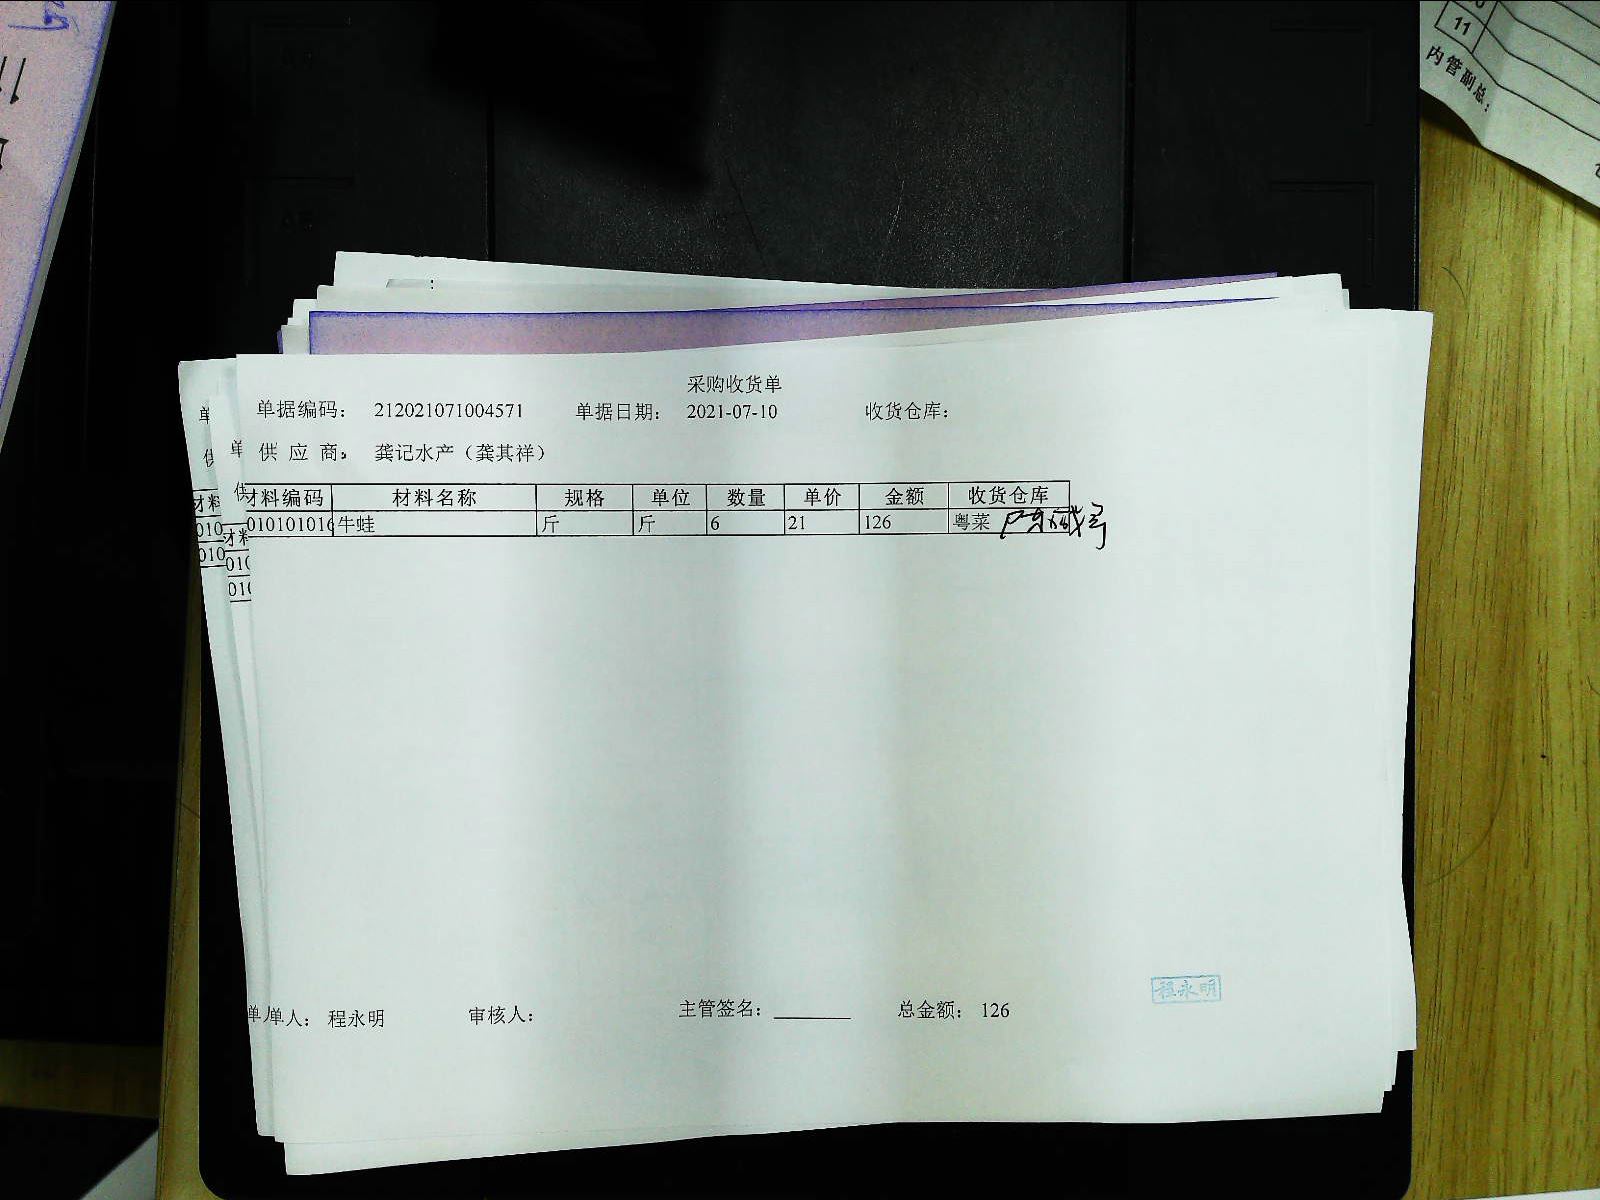 11
内管副总：
采购收货单
单据编码： 212021071004571 单据日期： 2021-07-10 收货仓库：
供 应 商： 龚记水产（龚其祥）
材料编码 材料名称 规格 单位 数量 单价 金额 收货仓库
010101016 牛蛙 斤 斤 6 21 126 粤菜
单人： 程永明 审核人： 主管签名： 总金额： 126
程永明